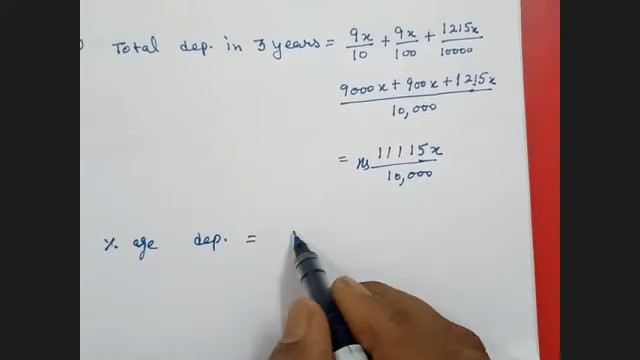 Total dep. in 3 years = 9x/10 + 9x/100 + 1215x/10000
9000x + 900x + 1215x / 10,000
= Rs 11115x / 10,000
% age dep. =